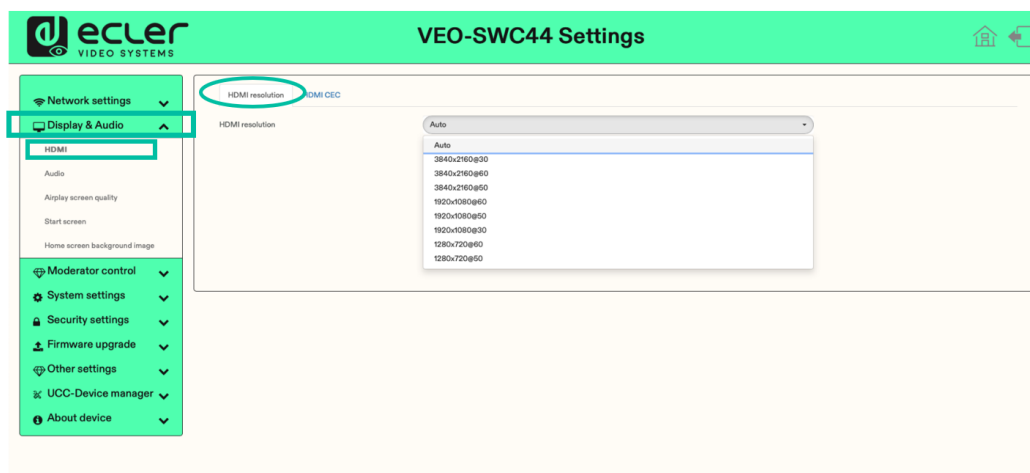 ecler
VIDEO SYSTEMS
VEO-SWC44 Settings
Network settings
Display & Audio
HDMI
Audio
Airplay screen quality
Start screen
Home screen background image
Moderator control
System settings
Security settings
Firmware upgrade
Other settings
UCC-Device manager
About device
HDMI resolution HDMI CEC
HDMI resolution Auto
Auto
3840x2160@30
3840x2160@60
3840x2160@50
1920x1080@60
1920x1080@50
1920x1080@30
1280x720@60
1280x720@50